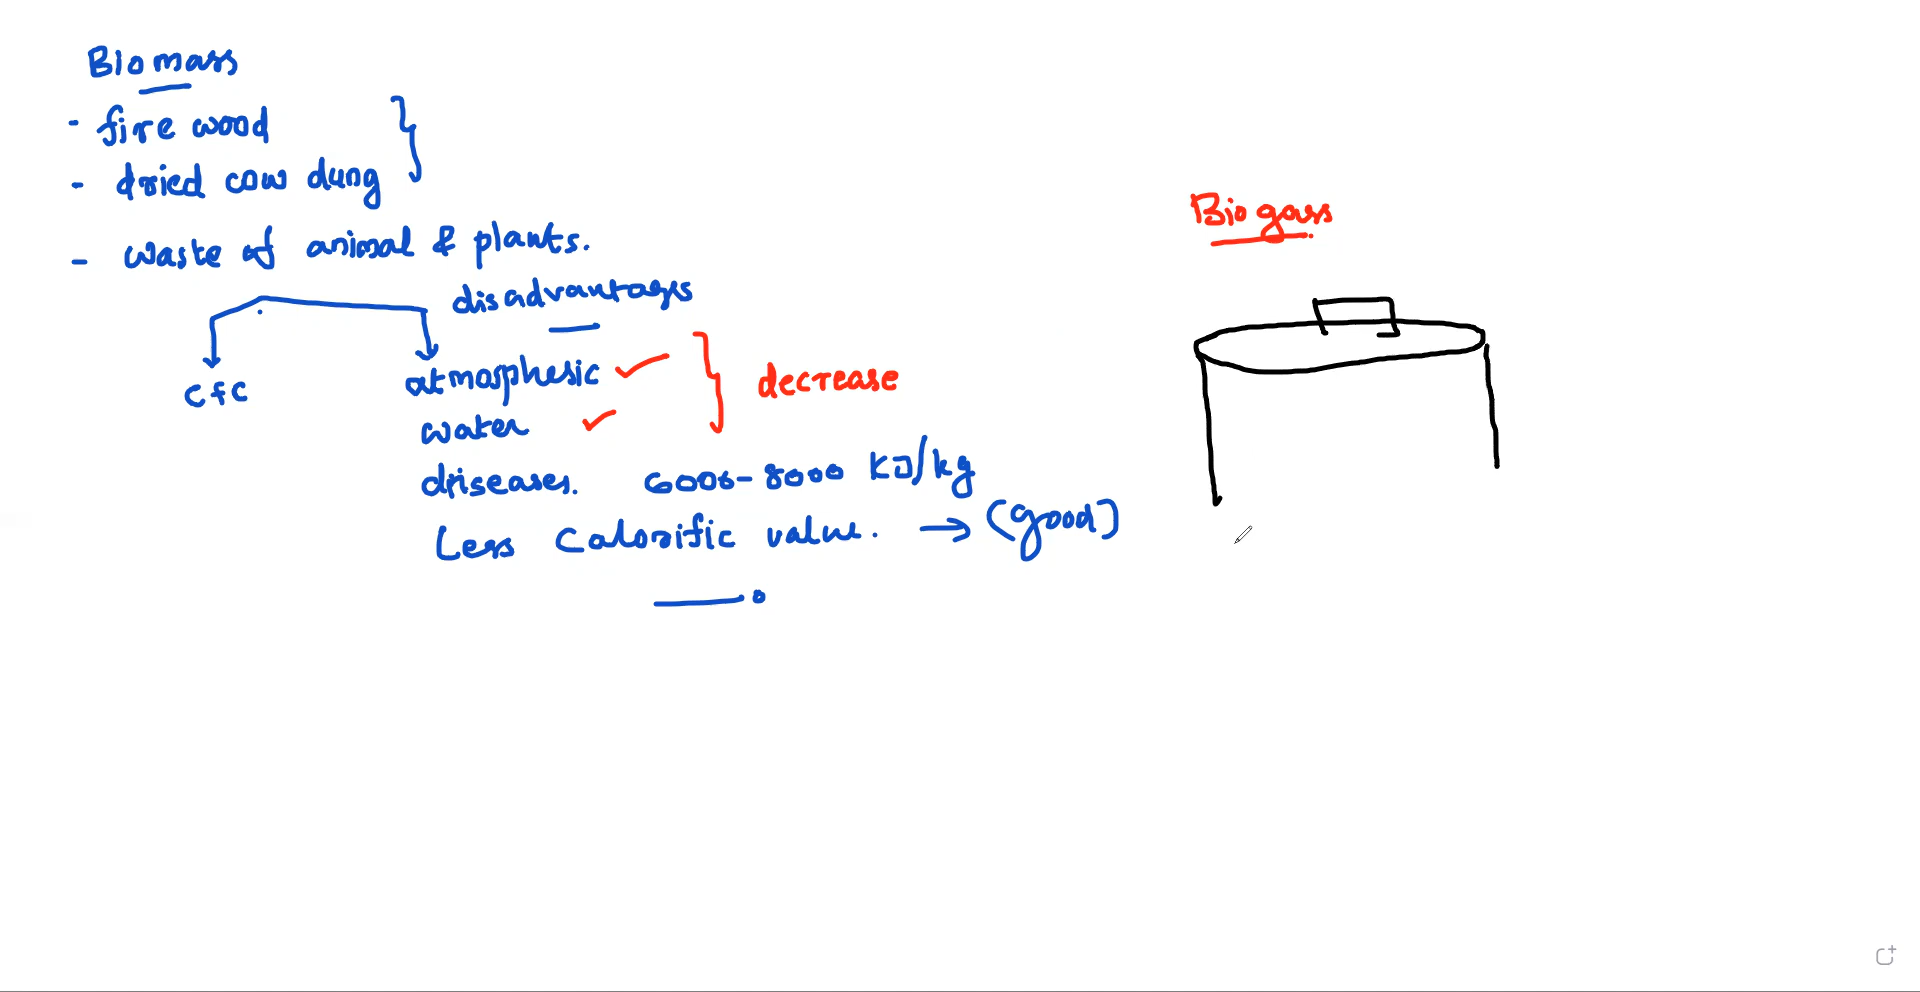 Biomass
- fire wood
- dried cow dung
- waste of animal & plants.
disadvantages
cfc
atmospheric
water
decrease
diseases. 6000-8000 KJ/kg
Less Calorific value. → (good)
Bio gass